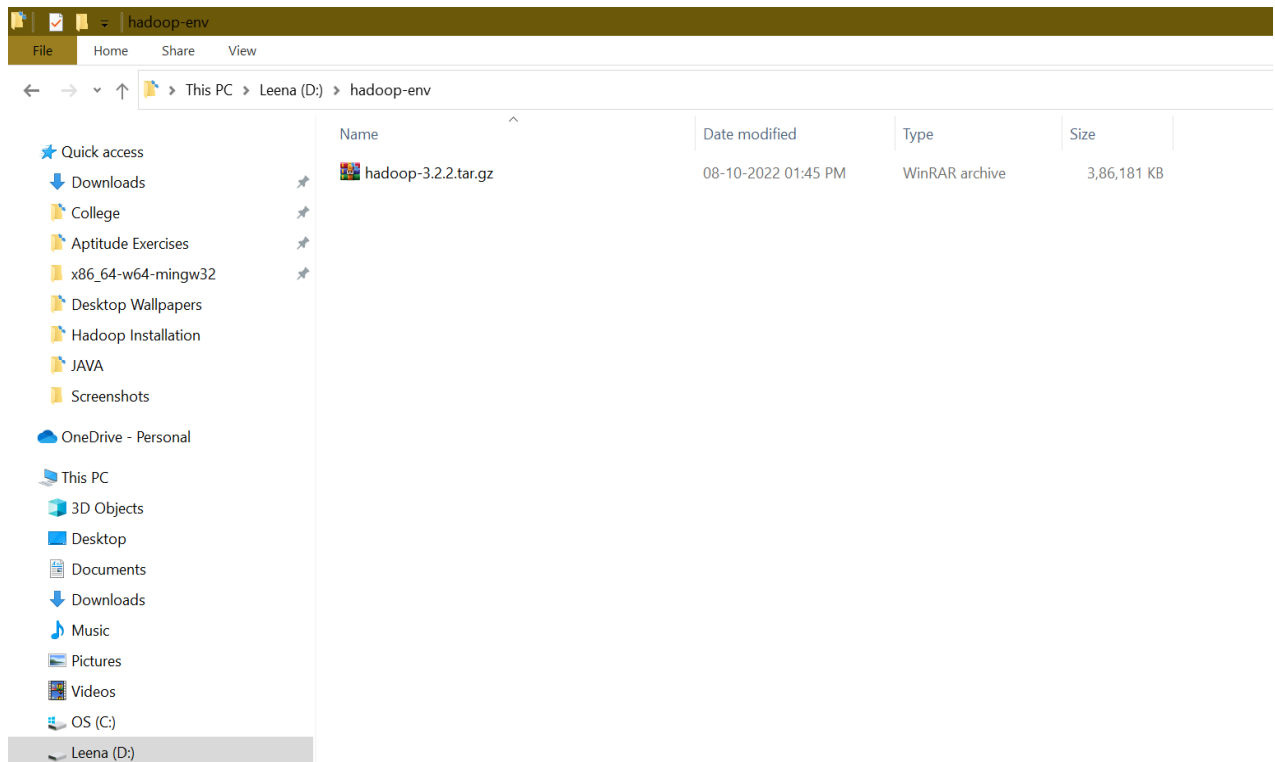 hadoop-env
File Home Share View
This PC > Leena (D:) > hadoop-env
Name Date modified Type Size
hadoop-3.2.2.tar.gz 08-10-2022 01:45 PM WinRAR archive 3,86,181 KB
Quick access
Downloads
College
Aptitude Exercises
x86_64-w64-mingw32
Desktop Wallpapers
Hadoop Installation
JAVA
Screenshots
OneDrive - Personal
This PC
3D Objects
Desktop
Documents
Downloads
Music
Pictures
Videos
OS (C:)
Leena (D:)